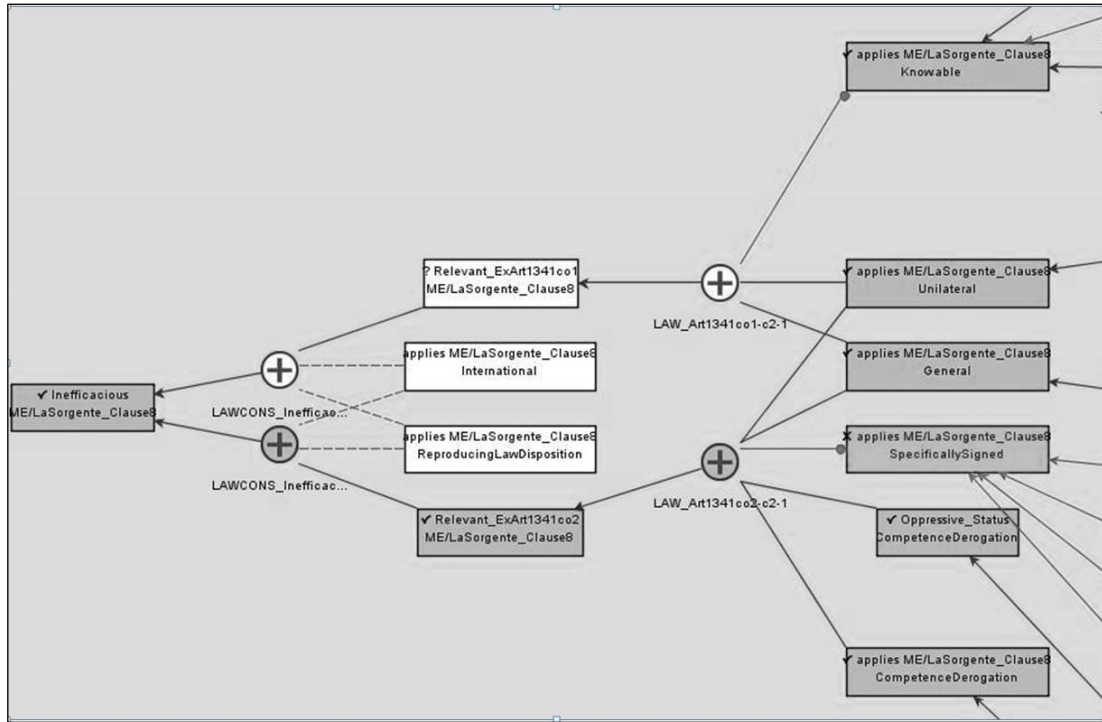 ✔ applies ME/LaSorgente_Clause8
Knowable
? Relevant_ExArt1341co1
ME/LaSorgente_Clause8
✔ applies ME/LaSorgente_Clause8
Unilateral
LAW_Art1341co1-c2-1
applies ME/LaSorgente_Clause8
International
✔ applies ME/LaSorgente_Clause8
General
✔ Inefficacious
ME/LaSorgente_Clause8
LAWCONS_Inefficac...
applies ME/LaSorgente_Clause8
ReproducingLawDisposition
✘ applies ME/LaSorgente_Clause8
SpecificallySigned
LAWCONS_Inefficac...
LAW_Art1341co2-c2-1
✔ Relevant_ExArt1341co2
ME/LaSorgente_Clause8
✔ Oppressive_Status
CompetenceDerogation
✔ applies ME/LaSorgente_Clause8
CompetenceDerogation